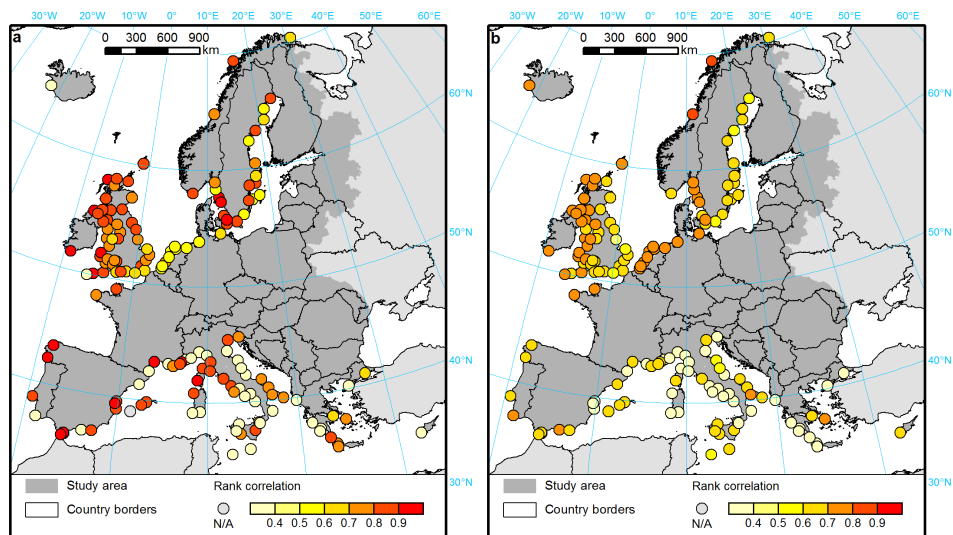 30°W 20°W 10°W 0° 10°E 20°E 30°E 40°E 60°E
a
0 300 600 900
km
60°N
50°N
40°N
30°N
Study area
Country borders
Rank correlation
N/A
0.4 0.5 0.6 0.7 0.8 0.9
30°W 20°W 10°W 0° 10°E 20°E 30°E 40°E 60°E
b
0 300 600 900
km
60°N
50°N
40°N
30°N
Study area
Country borders
Rank correlation
N/A
0.4 0.5 0.6 0.7 0.8 0.9